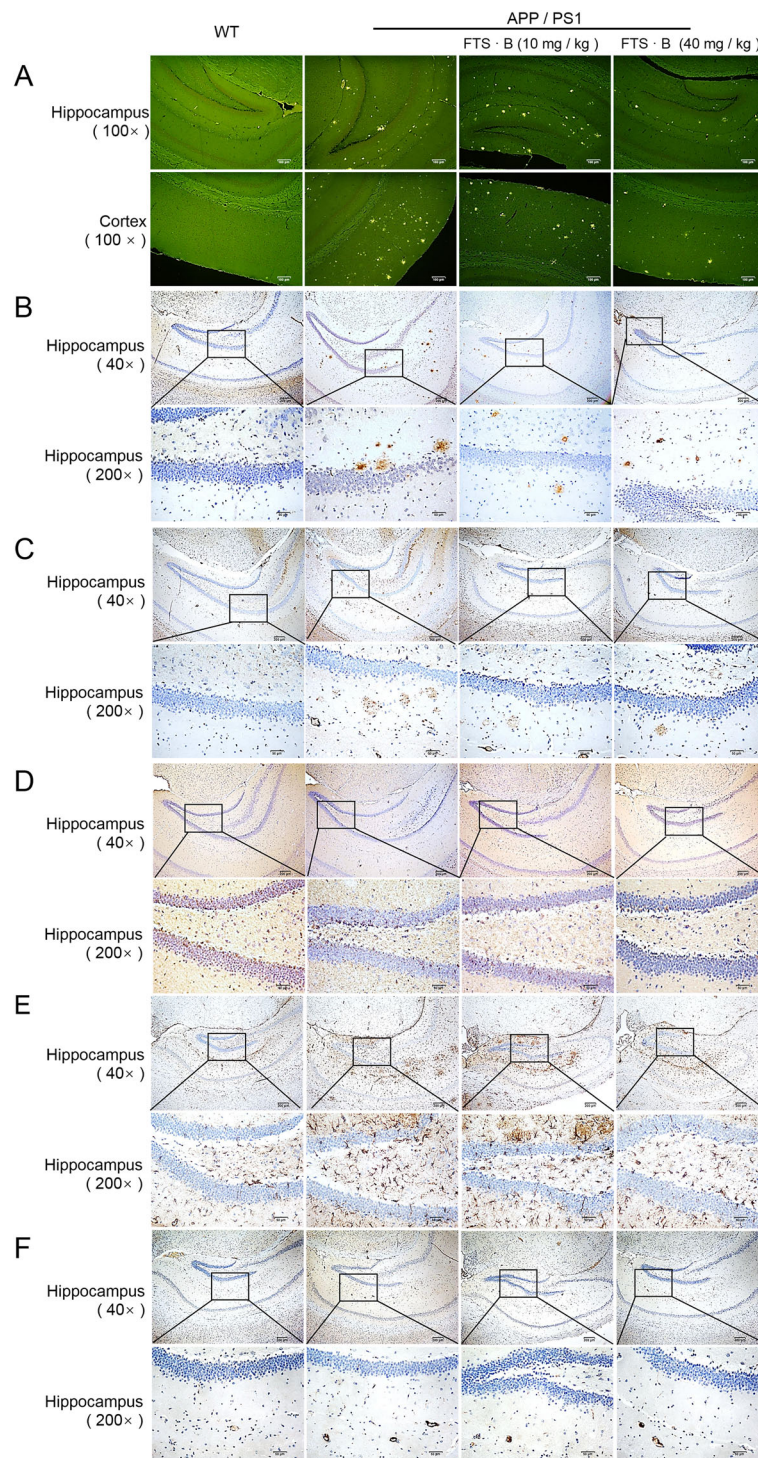 WT
APP / PS1
FTS · B (10 mg / kg)
FTS · B (40 mg / kg)
A
Hippocampus
( 100× )
Cortex
( 100 × )
B
Hippocampus
( 40× )
Hippocampus
( 200× )
C
Hippocampus
( 40× )
Hippocampus
( 200× )
D
Hippocampus
( 40× )
Hippocampus
( 200× )
E
Hippocampus
( 40× )
Hippocampus
( 200× )
F
Hippocampus
( 40× )
Hippocampus
( 200× )